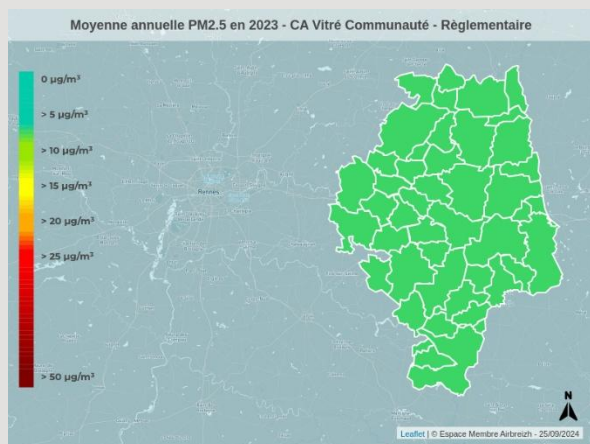 Moyenne annuelle PM2.5 en 2023 - CA Vitré Communauté - Règlementaire
0 µg/m³
> 5 µg/m³
> 10 µg/m³
> 15 µg/m³
> 20 µg/m³
> 25 µg/m³
> 50 µg/m³
Rennes
N
Leaflet | © Espace Membre Airbreizh - 25/09/2024